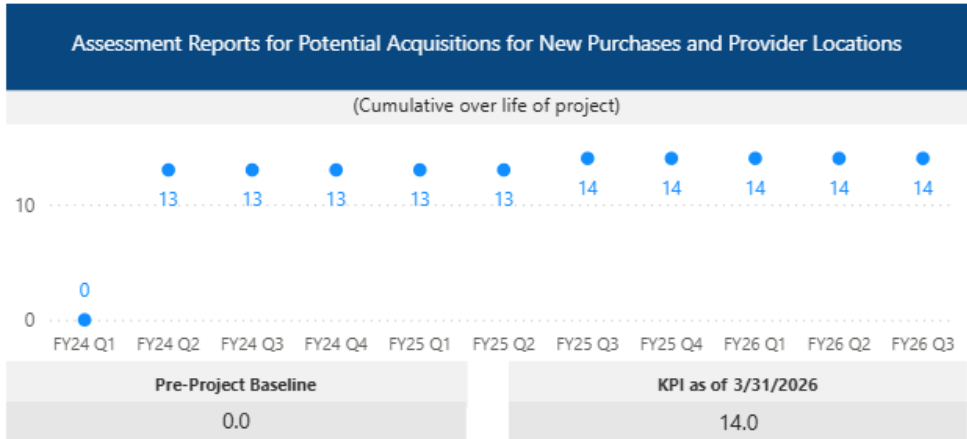 Assessment Reports for Potential Acquisitions for New Purchases and Provider Locations
(Cumulative over life of project)
13 13 13 13 13 14 14 14 14 14
10
0
0
FY24 Q1 FY24 Q2 FY24 Q3 FY24 Q4 FY25 Q1 FY25 Q2 FY25 Q3 FY25 Q4 FY26 Q1 FY26 Q2 FY26 Q3
Pre-Project Baseline KPI as of 3/31/2026
0.0 14.0